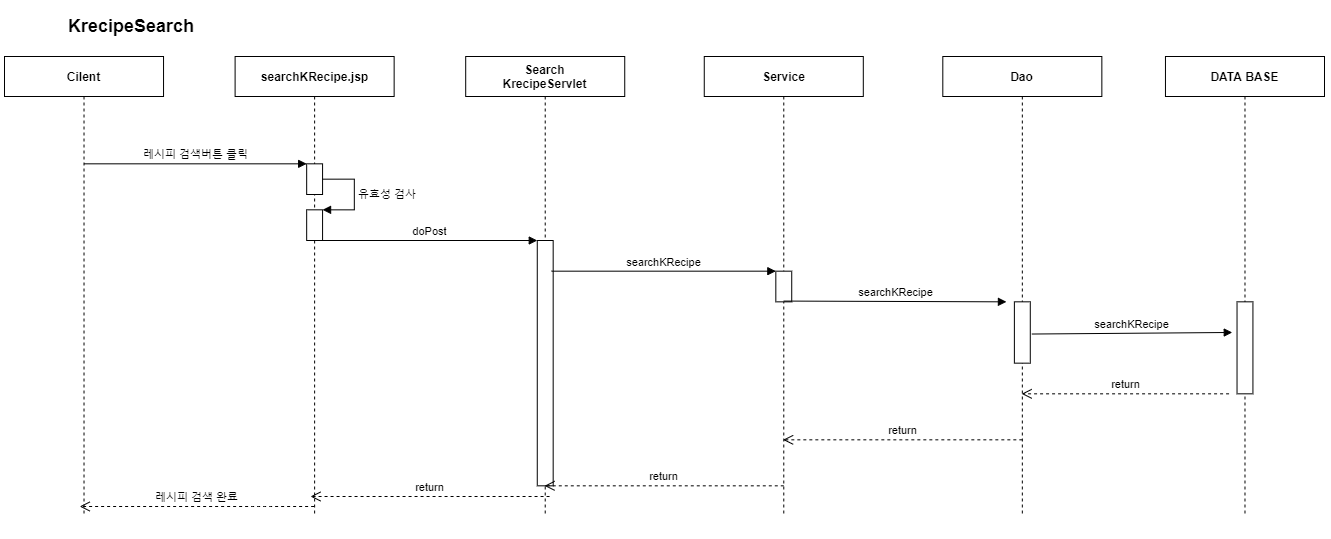 KrecipeSearch
Cilent
searchKRecipe.jsp
Search
KrecipeServlet
Service
Dao
DATA BASE
레시피 검색버튼 클릭
유효성 검사
doPost
searchKRecipe
searchKRecipe
searchKRecipe
return
return
return
return
레시피 검색 완료